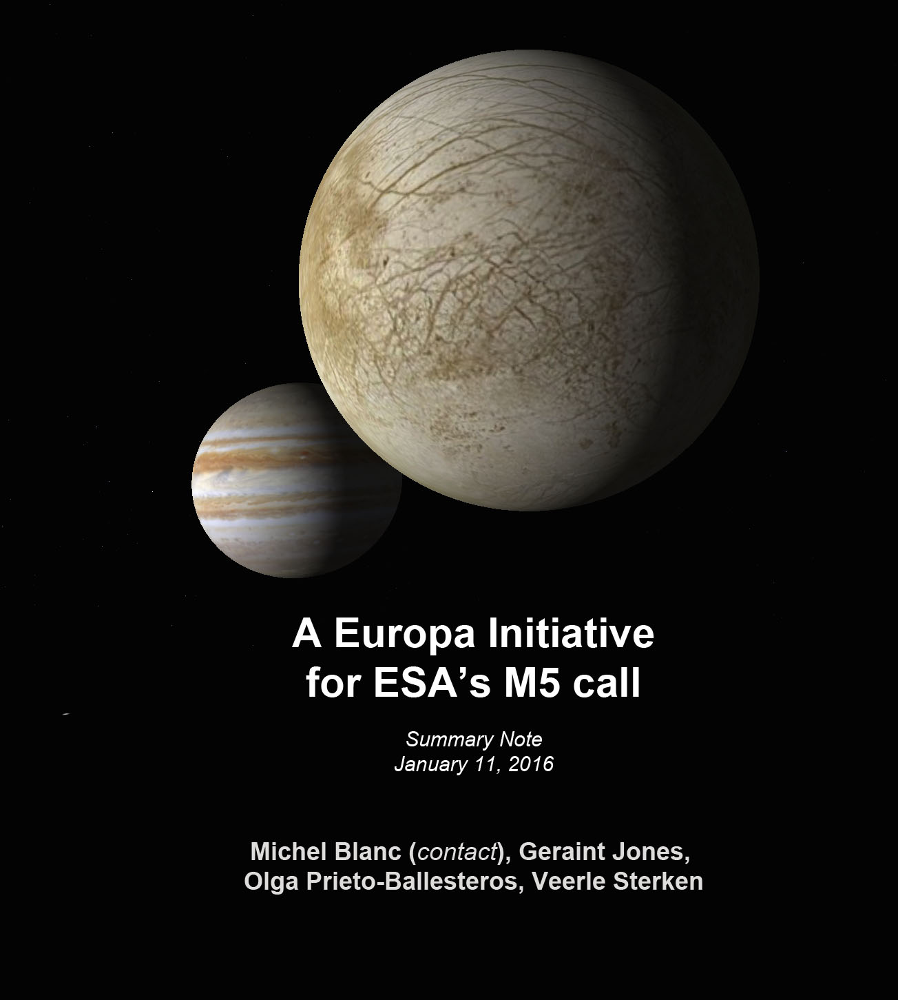 A Europa Initiative
for ESA’s M5 call
Summary Note
January 11, 2016
Michel Blanc (contact), Geraint Jones,
Olga Prieto-Ballesteros, Veerle Sterken